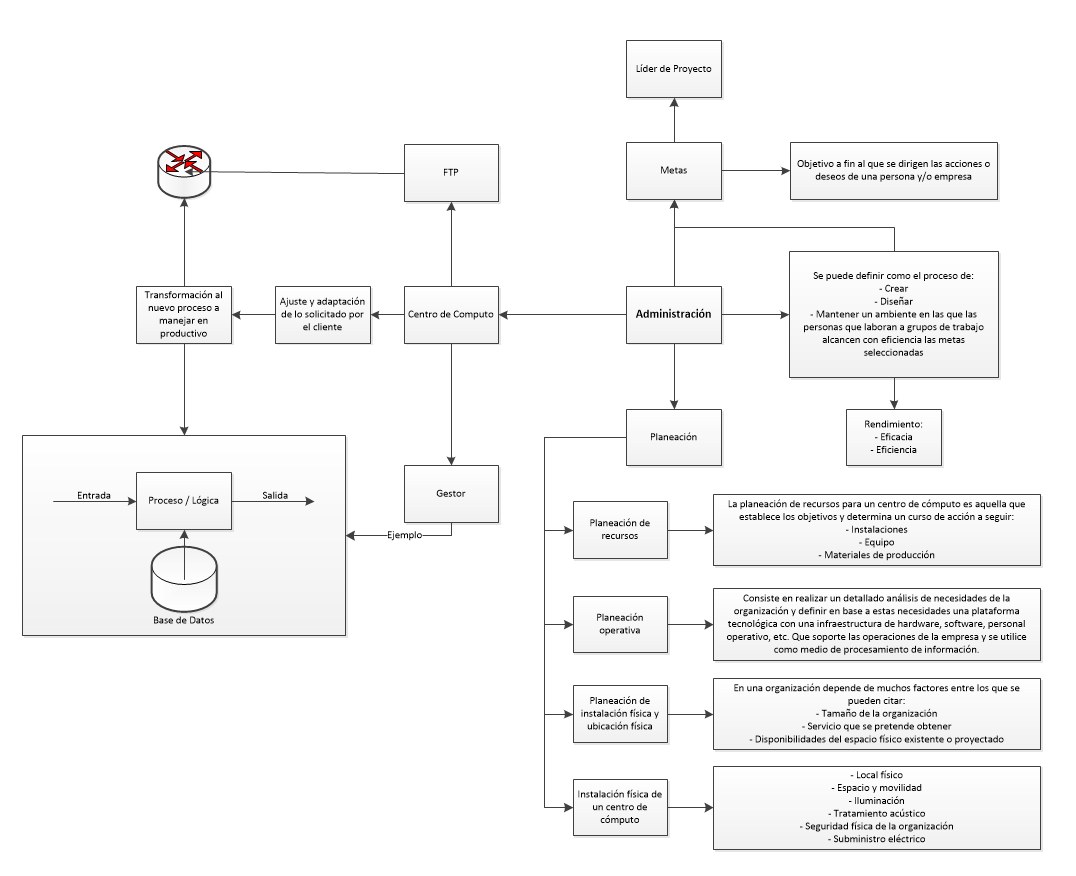 Líder de Proyecto
Metas
Objetivo a fin al que se dirigen las acciones o
deseos de una persona y/o empresa
FTP
Transformación al
nuevo proceso a
manejar en
productivo
Ajuste y adaptación
de lo solicitado por
el cliente
Centro de Computo
Administración
Se puede definir como el proceso de:
- Crear
- Diseñar
- Mantener un ambiente en las que las
personas que laboran a grupos de trabajo
alcancen con eficiencia las metas
seleccionadas
Planeación
Rendimiento:
- Eficacia
- Eficiencia
Entrada
Proceso / Lógica
Salida
Base de Datos
Gestor
Ejemplo
Planeación de
recursos
La planeación de recursos para un centro de cómputo es aquella que
establece los objetivos y determina un curso de acción a seguir:
- Instalaciones
- Equipo
- Materiales de producción
Planeación
operativa
Consiste en realizar un detallado análisis de necesidades de la
organización y definir en base a estas necesidades una plataforma
tecnológica con una infraestructura de hardware, software, personal
operativo, etc. Que soporte las operaciones de la empresa y se utilice
como medio de procesamiento de información.
Planeación de
instalación física y
ubicación física
En una organización depende de muchos factores entre los que se
pueden citar:
- Tamaño de la organización
- Servicio que se pretende obtener
- Disponibilidades del espacio físico existente o proyectado
Instalación física de
un centro de
cómputo
- Local físico
- Espacio y movilidad
- Iluminación
- Tratamiento acústico
- Seguridad física de la organización
- Subministro eléctrico